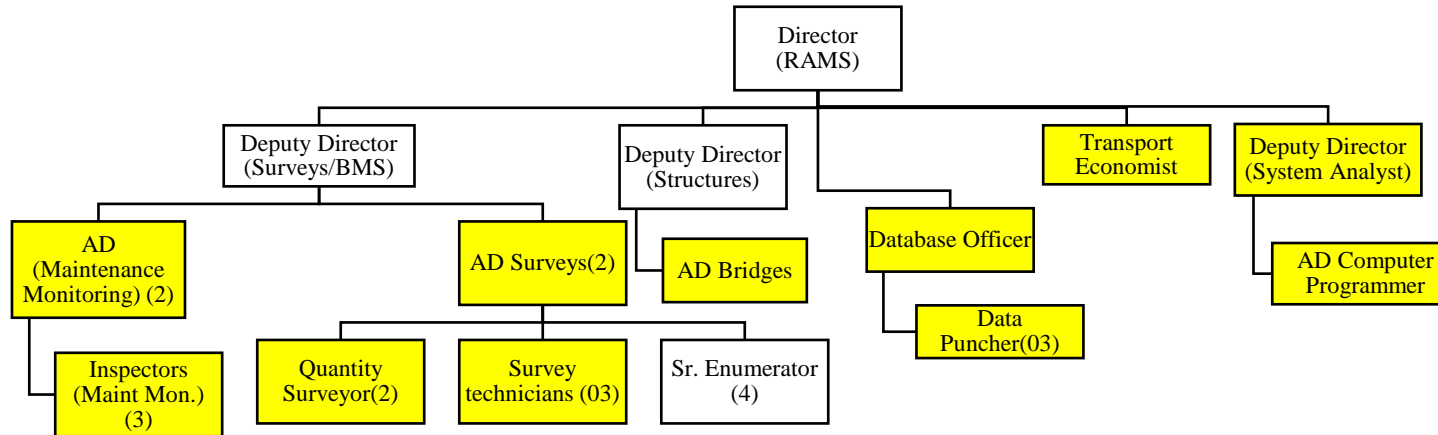 Director
(RAMS)
Deputy Director
(Surveys/BMS)
Deputy Director
(Structures)
Transport
Economist
Deputy Director
(System Analyst)
AD
(Maintenance
Monitoring) (2)
AD Surveys(2)
AD Bridges
Database Officer
AD Computer
Programmer
Inspectors
(Maint Mon.)
(3)
Quantity
Surveyor(2)
Survey
technicians (03)
Sr. Enumerator
(4)
Data
Puncher(03)